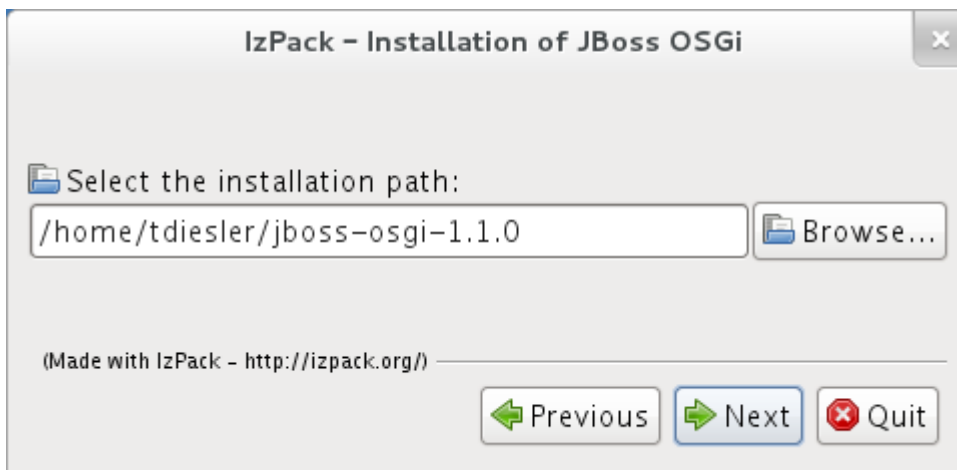 IzPack - Installation of JBoss OSGi
Select the installation path:
/home/tdiesler/jboss-osgi-1.1.0
Browse...
(Made with IzPack - http://izpack.org/)
Previous
Next
Quit